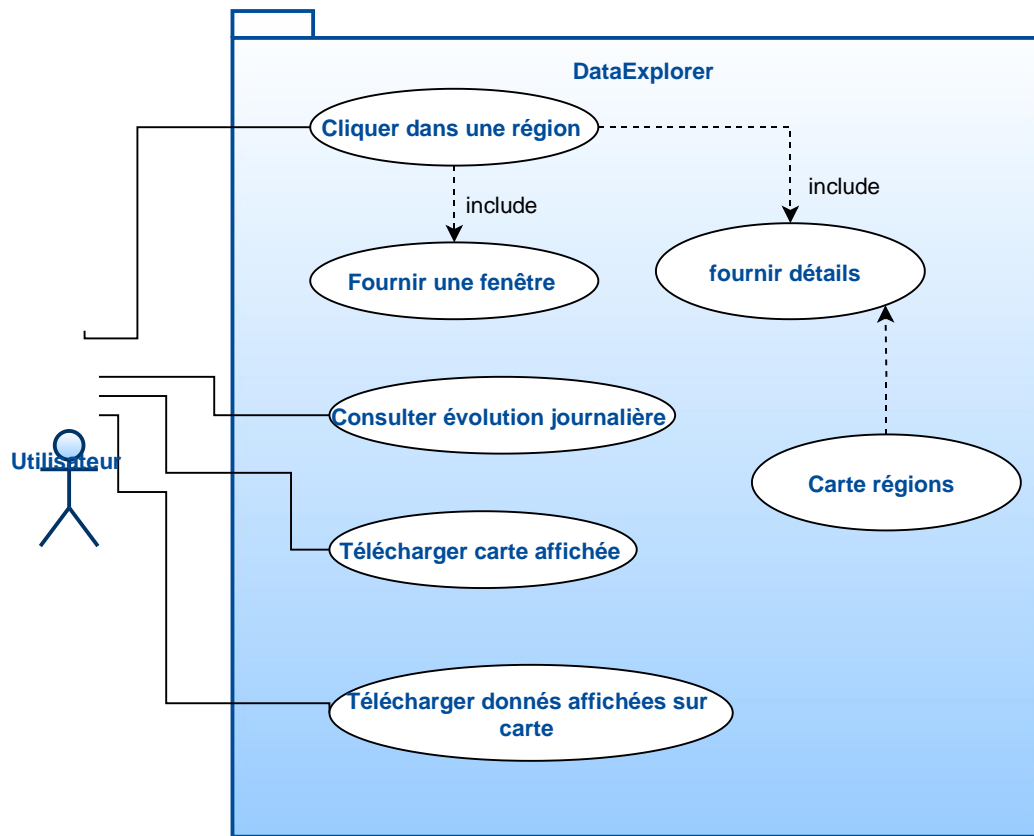 DataExplorer
Cliquer dans une région
include
include
Fournir une fenêtre
fournir détails
Consulter évolution journalière
Utilisateur
Carte régions
Télécharger carte affichée
Télécharger donnés affichées sur
carte